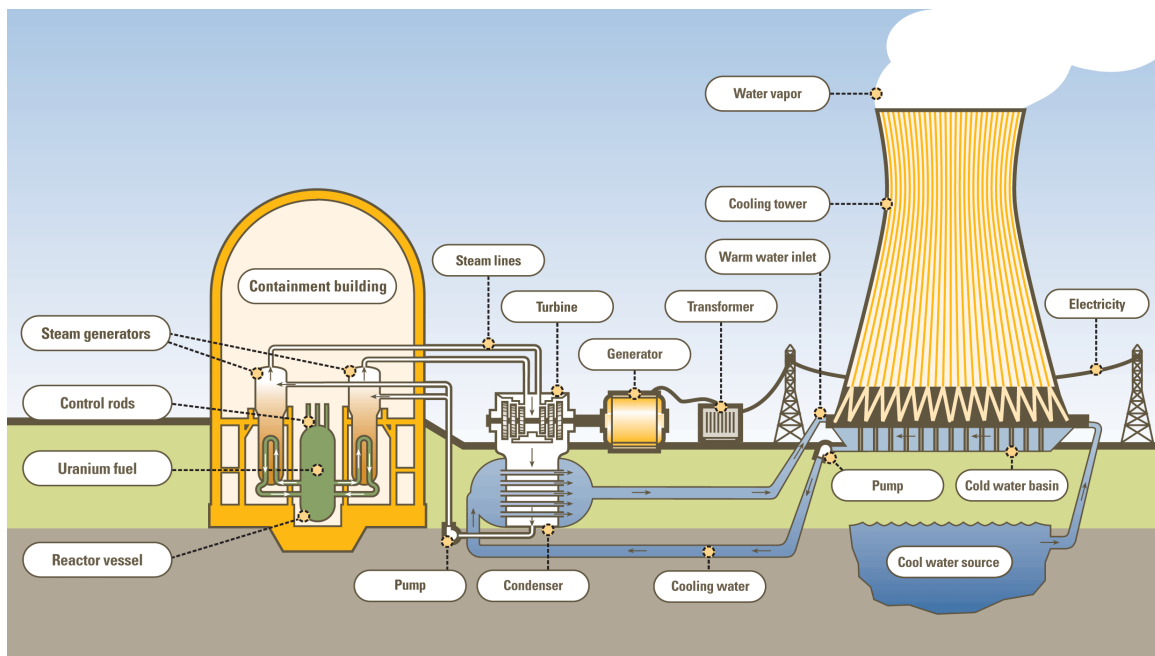 Water vapor
Cooling tower
Steam lines
Warm water inlet
Containment building
Turbine
Transformer
Electricity
Steam generators
Generator
Control rods
Uranium fuel
Pump
Cold water basin
Reactor vessel
Cool water source
Pump
Condenser
Cooling water